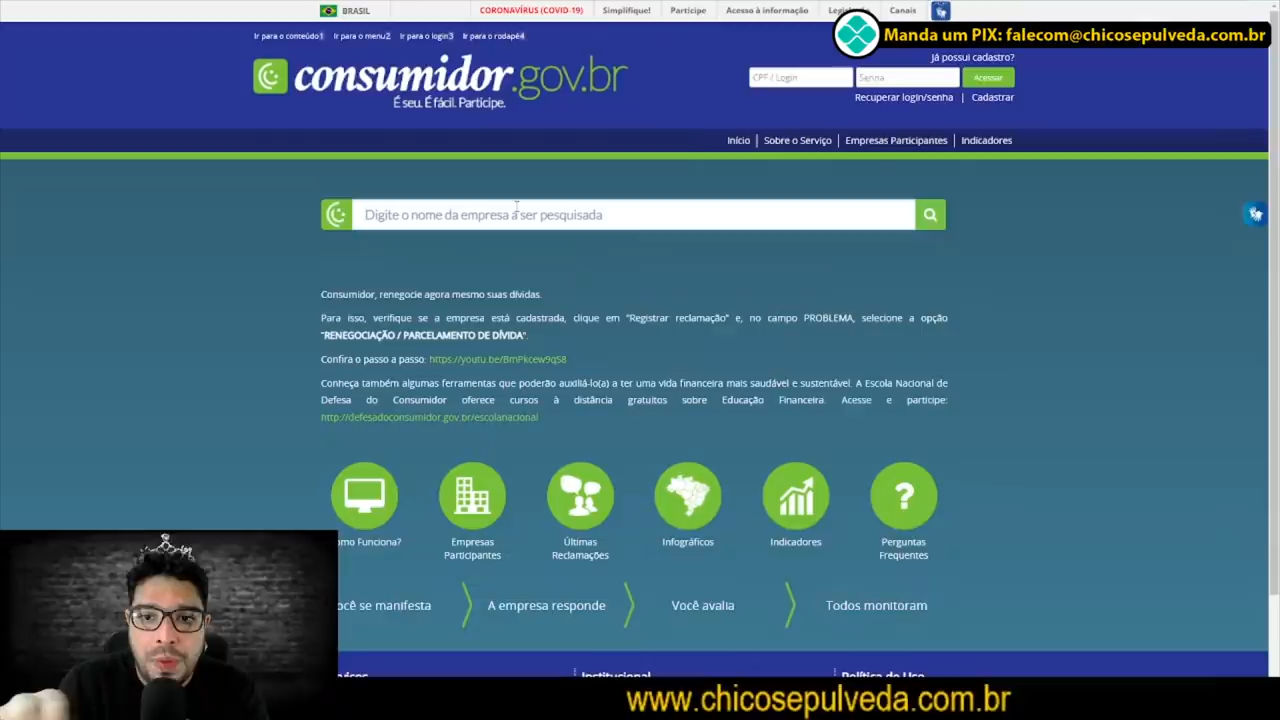 BRASIL
CORONAVÍRUS (COVID-19)
Simplifique!
Participe
Acesso à informação
Canais
Manda um PIX: falecom@chicosepulveda.com.br
Ir para o conteúdo1
Ir para o menu2
Ir para o login3
Ir para o rodapé4
Já possui cadastro?
consumidor.gov.br
É seu. É fácil. Participe.
CPF / Login
Senha
Acessar
Recuperar login/senha | Cadastrar
Início | Sobre o Serviço | Empresas Participantes | Indicadores
Digite o nome da empresa a ser pesquisada
Consumidor, renegocie agora mesmo suas dívidas.
Para isso, verifique se a empresa está cadastrada, clique em "Registrar reclamação" e, no campo PROBLEMA, selecione a opção
"RENEGOCIAÇÃO / PARCELAMENTO DE DÍVIDA".
Confira o passo a passo: https://youtu.be/BmPkcew9qS8
Conheça também algumas ferramentas que poderão auxiliá-lo(a) a ter uma vida financeira mais saudável e sustentável. A Escola Nacional de
Defesa do Consumidor oferece cursos à distância gratuitos sobre Educação Financeira. Acesse e participe:
http://defesadoconsumidor.gov.br/escolanacional
omo Funciona?
Empresas
Participantes
Últimas
Reclamações
Infográficos
Indicadores
Perguntas
Frequentes
ocê se manifesta
A empresa responde
Você avalia
Todos monitoram
Institucional
Política de Uso
www.chicosepulveda.com.br